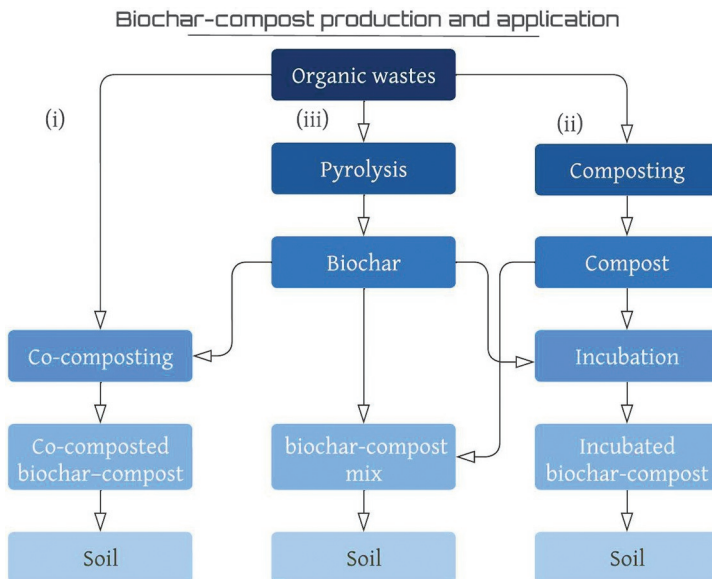 Biochar-compost production and application
Organic wastes
(i)
(iii)
(ii)
Pyrolysis
Composting
Biochar
Compost
Co-composting
Incubation
Co-composted
biochar–compost
biochar-compost
mix
Incubated
biochar-compost
Soil
Soil
Soil